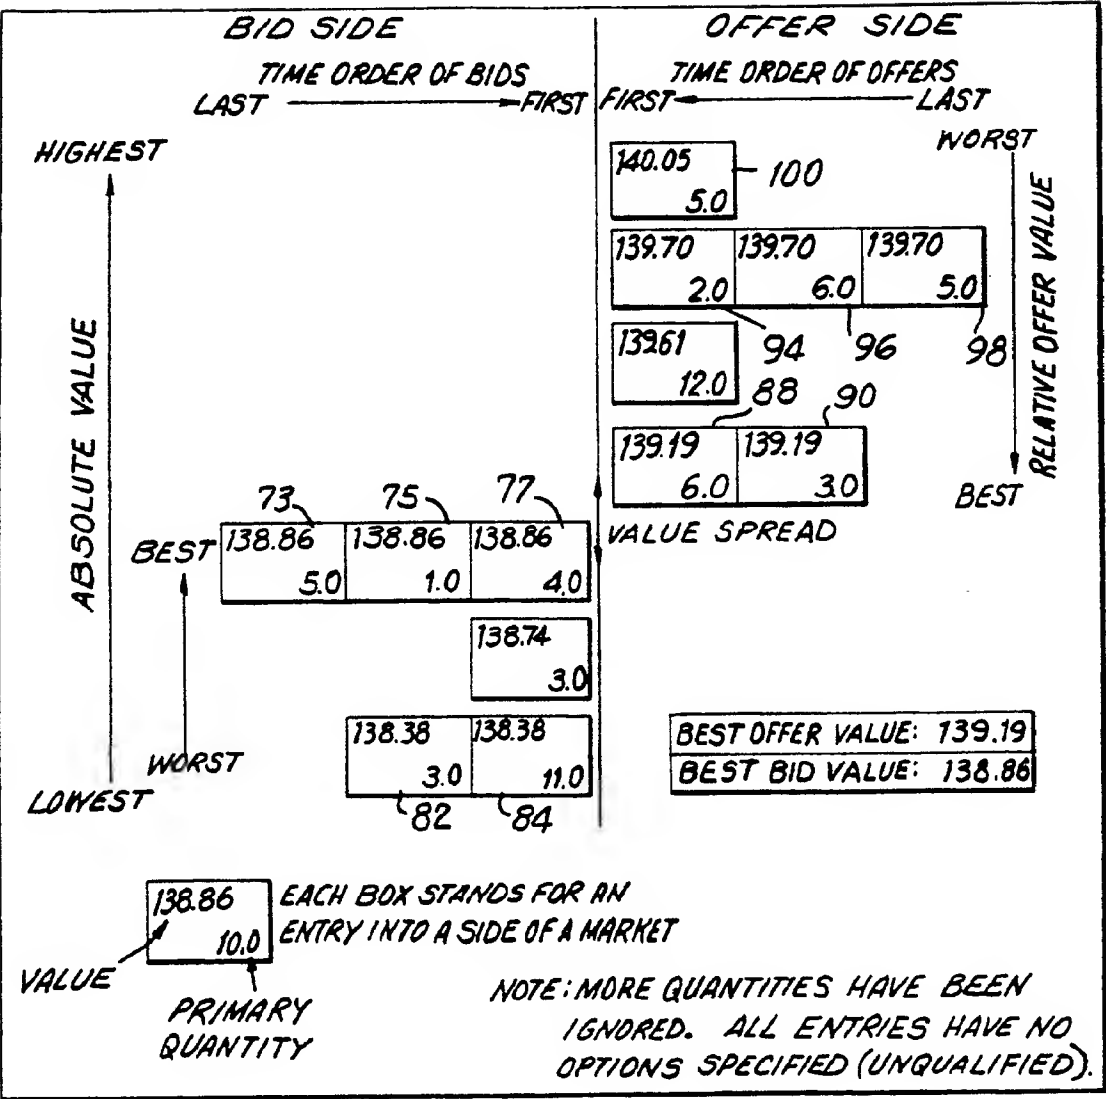 BID SIDE
OFFER SIDE
TIME ORDER OF BIDS
TIME ORDER OF OFFERS
LAST
FIRST
FIRST
LAST
HIGHEST
WORST
140.05
5.0
100
RELATIVE OFFER VALUE
139.70
139.70
139.70
2.0
6.0
5.0
94
96
98
139.61
12.0
88
90
139.19
139.19
6.0
3.0
BEST
ABSOLUTE VALUE
73
75
77
VALUE SPREAD
BEST
138.86
138.86
138.86
5.0
1.0
4.0
138.74
3.0
138.38
138.38
3.0
11.0
82
84
WORST
LOWEST
BEST OFFER VALUE: 139.19
BEST BID VALUE: 138.86
138.86
10.0
EACH BOX STANDS FOR AN
ENTRY INTO A SIDE OF A MARKET
VALUE
PRIMARY
QUANTITY
NOTE: MORE QUANTITIES HAVE BEEN
IGNORED. ALL ENTRIES HAVE NO
OPTIONS SPECIFIED (UNQUALIFIED).